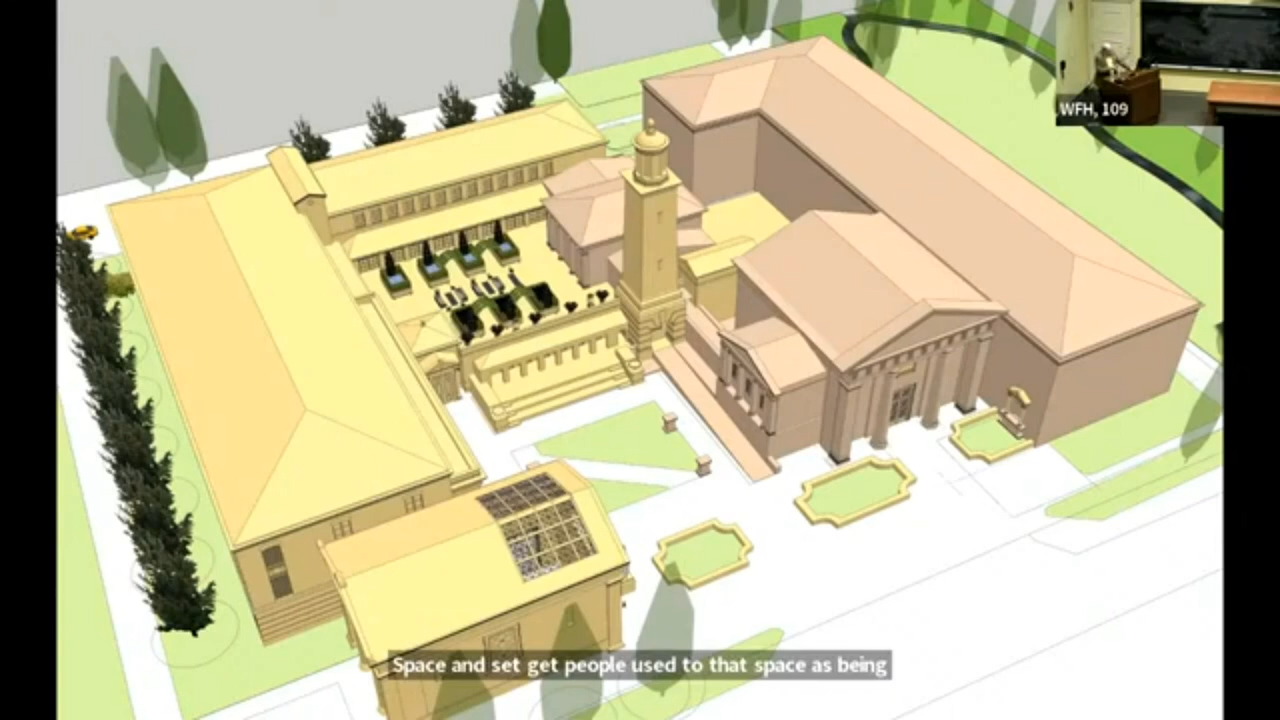 WFH, 109
Space and set get people used to that space as being